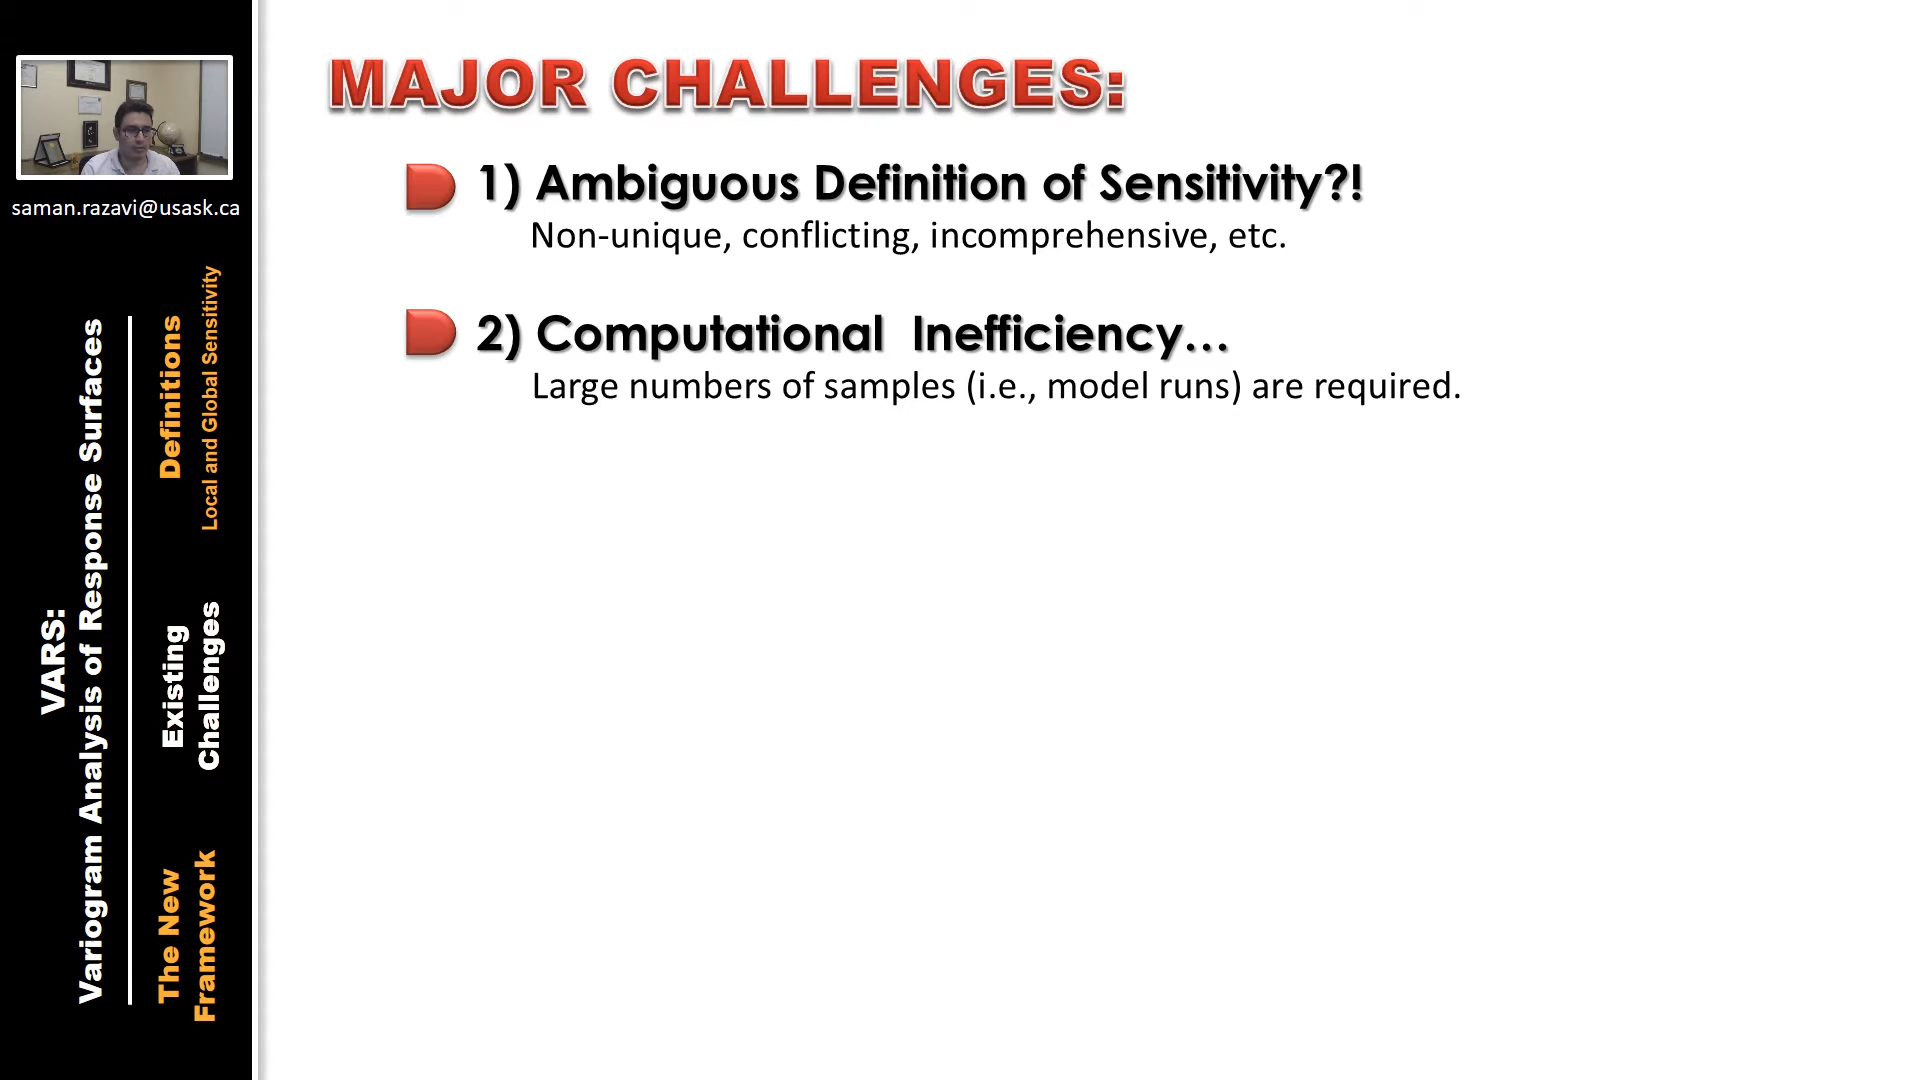 MAJOR CHALLENGES:
1) Ambiguous Definition of Sensitivity?!
Non-unique, conflicting, incomprehensive, etc.
2) Computational Inefficiency...
Large numbers of samples (i.e., model runs) are required.
saman.razavi@usask.ca
VARS:
Variogram Analysis of Response Surfaces
Definitions
Local and Global Sensitivity
Existing
Challenges
The New
Framework